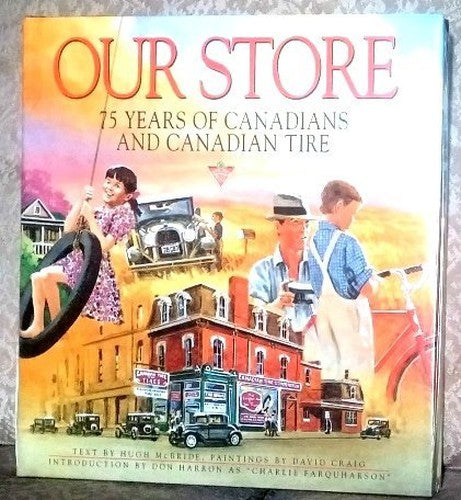 OUR STORE
75 YEARS OF CANADIANS
AND CANADIAN TIRE
TEXT BY HUGH McBRIDE, PAINTINGS BY DAVID CRAIG
INTRODUCTION BY DON HARRON AS "CHARLIE FARQUHARSON"